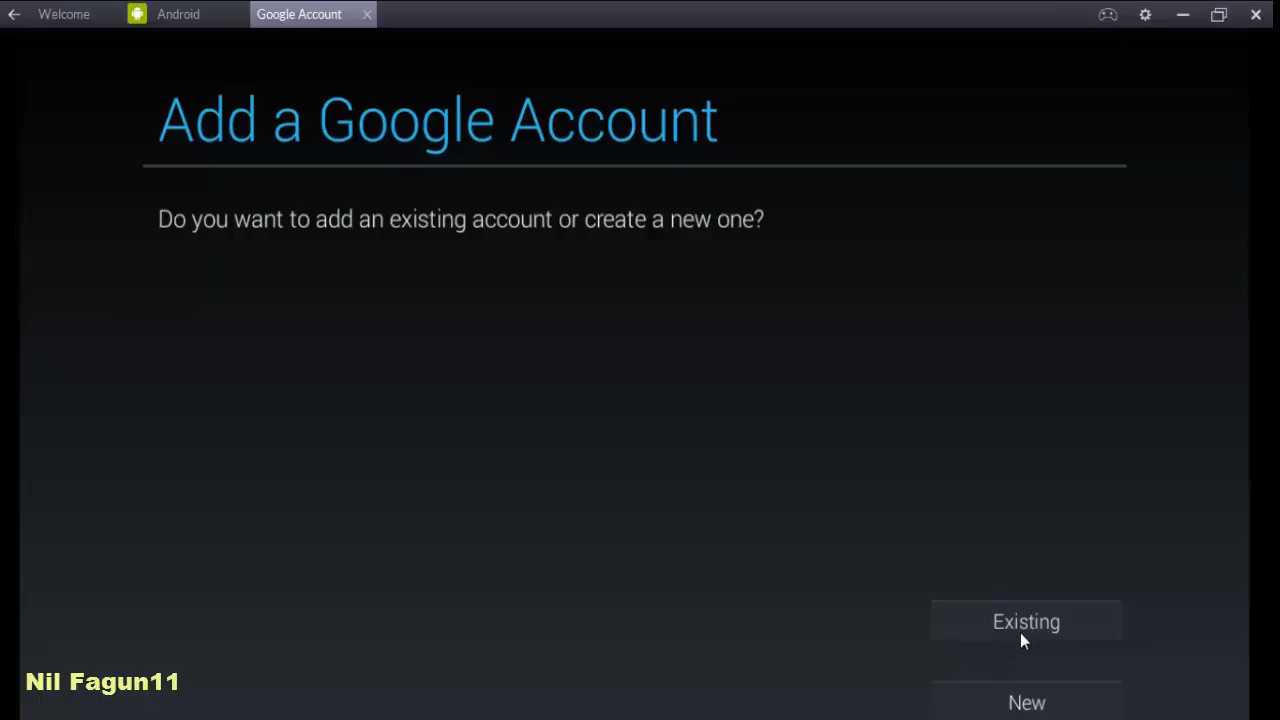 Welcome
Android
Google Account
Add a Google Account
Do you want to add an existing account or create a new one?
Existing
Nil Fagun11
New